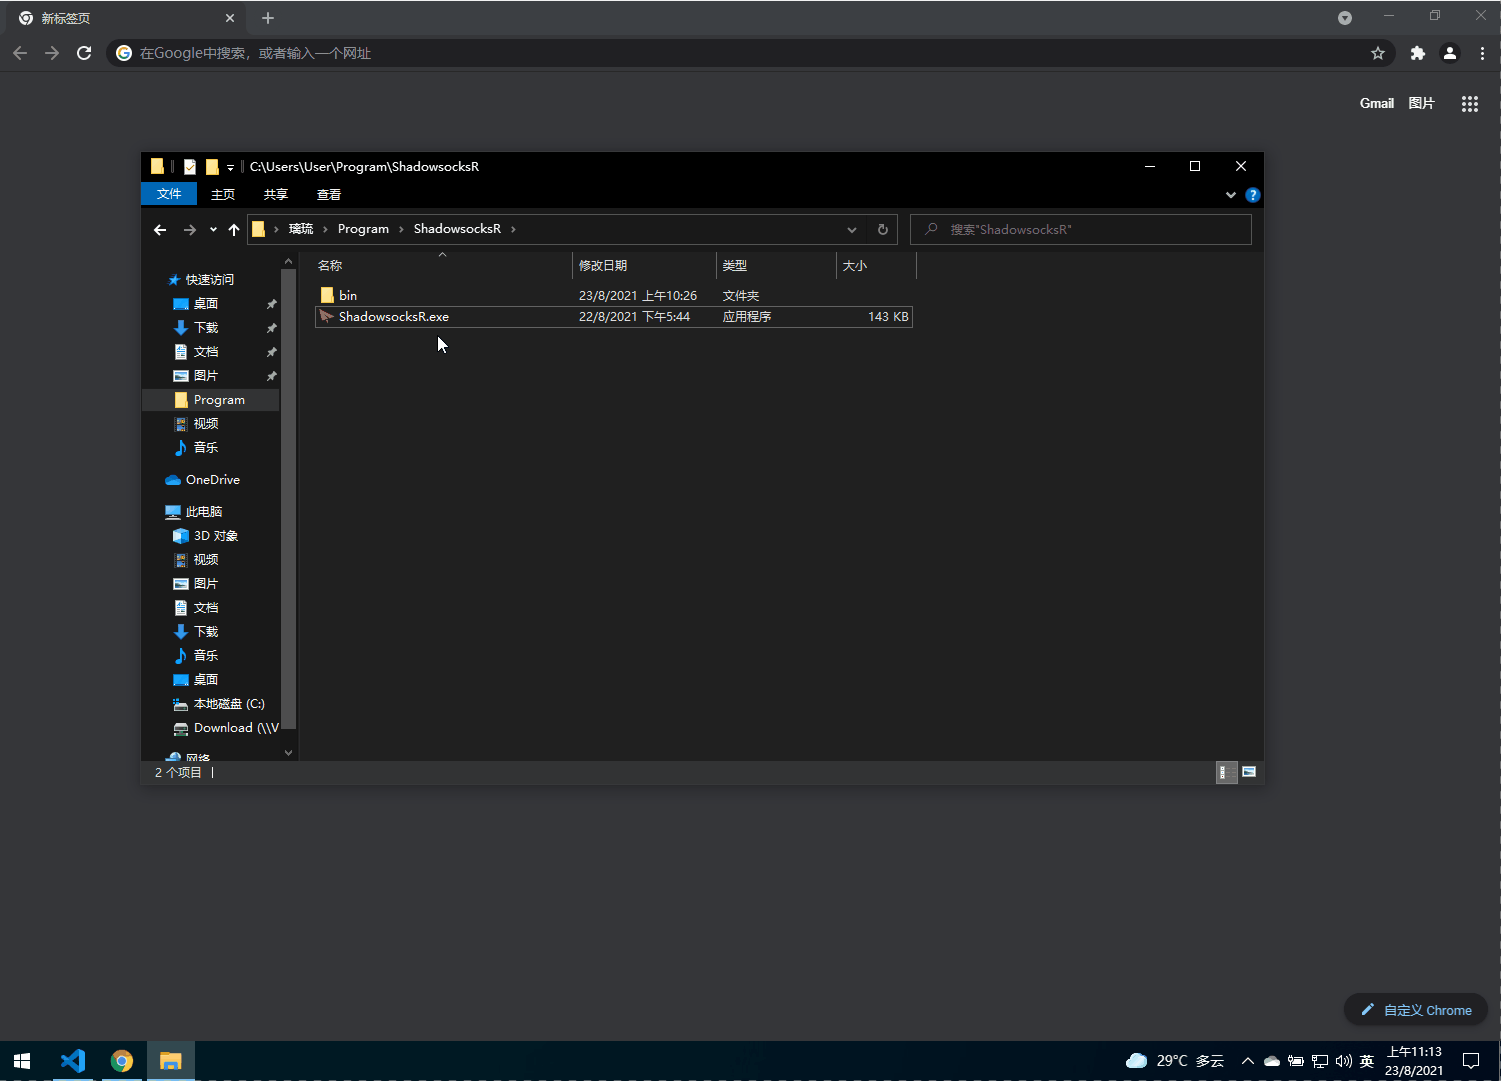 新标签页
在Google中搜索，或者输入一个网址
Gmail 图片
C:\Users\User\Program\ShadowsocksR
文件 主页 共享 查看
璃琉 Program ShadowsocksR
搜索"ShadowsocksR"
名称 修改日期 类型 大小
bin 23/8/2021 上午10:26 文件夹
ShadowsocksR.exe 22/8/2021 下午5:44 应用程序 143 KB
快速访问
桌面
下载
文档
图片
Program
视频
音乐
OneDrive
此电脑
3D 对象
视频
图片
文档
下载
音乐
桌面
本地磁盘 (C:)
Download (\\V
网络
2 个项目
自定义 Chrome
29°C 多云
英
上午11:13
23/8/2021